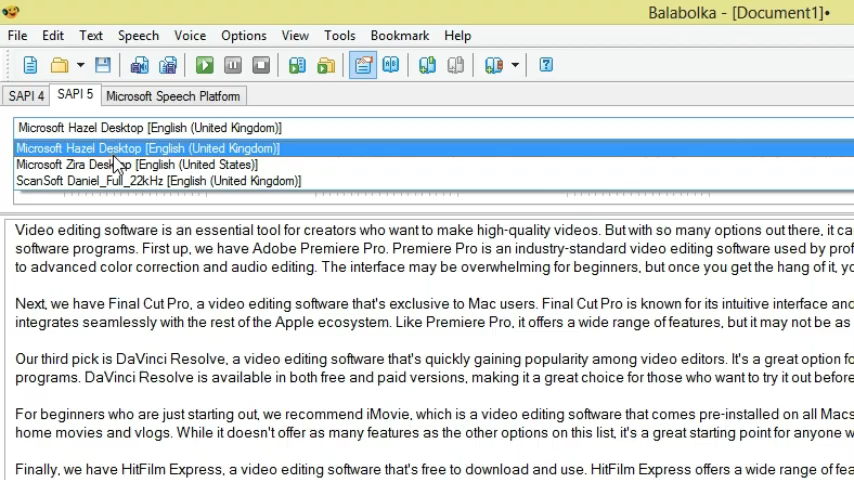 Balabolka - [Document1]•
File Edit Text Speech Voice Options View Tools Bookmark Help
SAPI 4 SAPI 5 Microsoft Speech Platform
Microsoft Hazel Desktop [English (United Kingdom)]
Microsoft Hazel Desktop [English (United Kingdom)]
Microsoft Zira Desktop [English (United States)]
ScanSoft Daniel_Full_22kHz [English (United Kingdom)]
Video editing software is an essential tool for creators who want to make high-quality videos. But with so many options out there, it ca
software programs. First up, we have Adobe Premiere Pro. Premiere Pro is an industry-standard video editing software used by prof
to advanced color correction and audio editing. The interface may be overwhelming for beginners, but once you get the hang of it, yo
Next, we have Final Cut Pro, a video editing software that's exclusive to Mac users. Final Cut Pro is known for its intuitive interface and
integrates seamlessly with the rest of the Apple ecosystem. Like Premiere Pro, it offers a wide range of features, but it may not be as
Our third pick is DaVinci Resolve, a video editing software that's quickly gaining popularity among video editors. It's a great option fo
programs. DaVinci Resolve is available in both free and paid versions, making it a great choice for those who want to try it out before
For beginners who are just starting out, we recommend iMovie, which is a video editing software that comes pre-installed on all Macs
home movies and vlogs. While it doesn't offer as many features as the other options on this list, it's a great starting point for anyone w
Finally, we have HitFilm Express, a video editing software that's free to download and use. HitFilm Express offers a wide range of fea